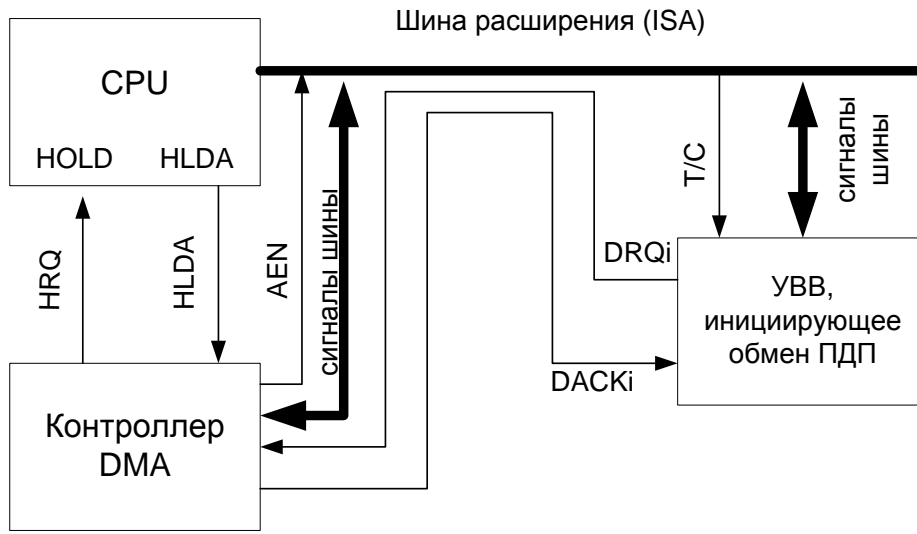 Шина расширения (ISA)
CPU
HOLD HLDA
HRQ
HLDA
AEN
сигналы шины
T/C
сигналы
шины
DRQi
DACKi
УВВ,
инициирующее
обмен ПДП
Контроллер
DMA